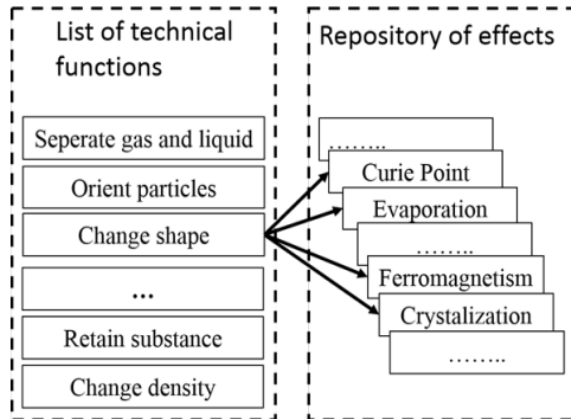 List of technical
functions
Seperate gas and liquid
Orient particles
Change shape
...
Retain substance
Change density
Repository of effects
……..
Curie Point
Evaporation
……..
Ferromagnetism
Crystalization
……..